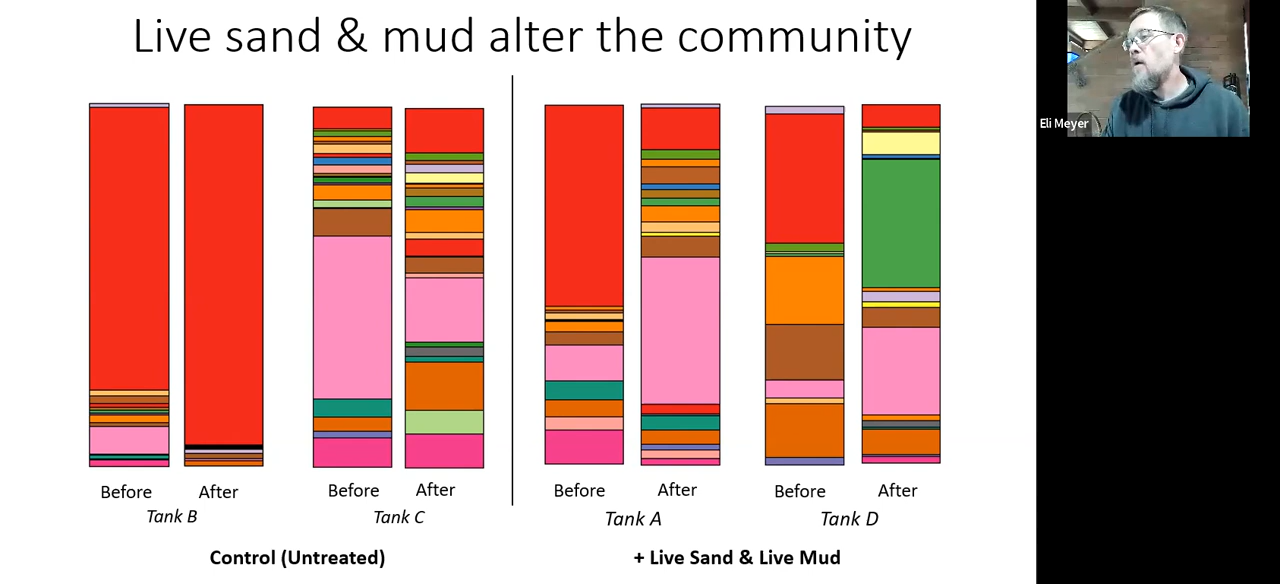 Live sand & mud alter the community
Eli Meyer
Before After Before After Before After Before After
Tank B Tank C Tank A Tank D
Control (Untreated) + Live Sand & Live Mud